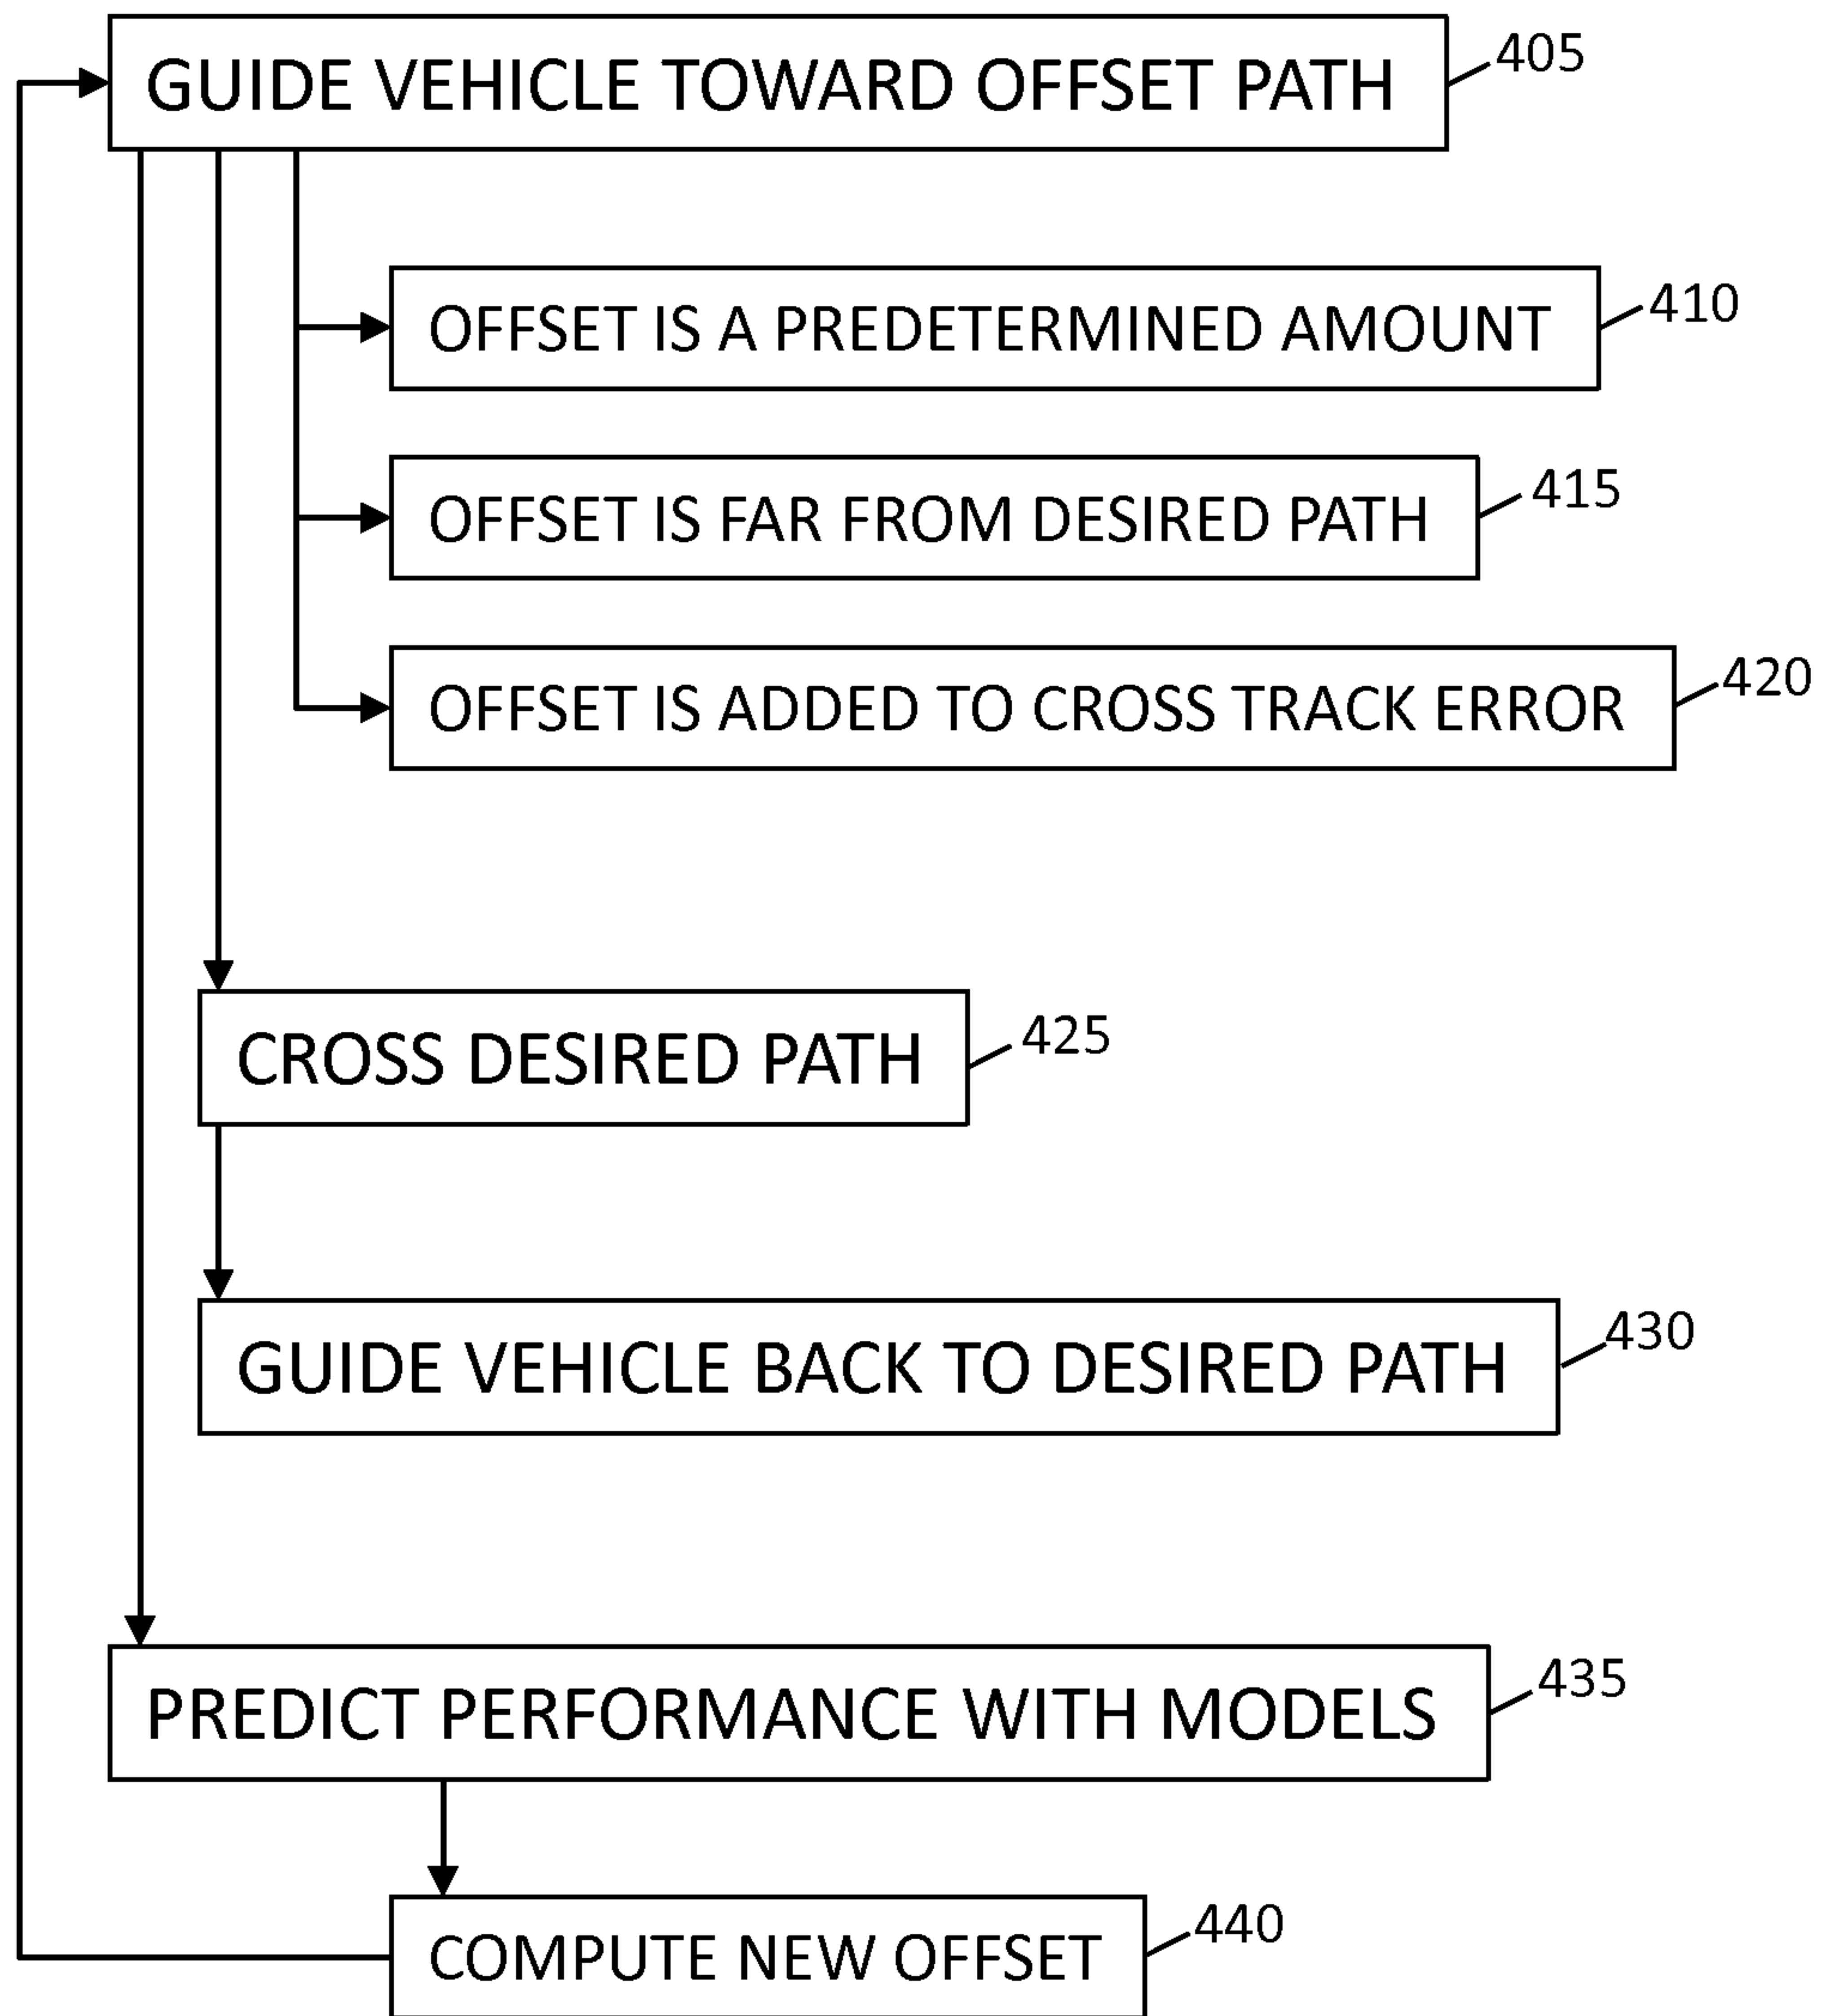 GUIDE VEHICLE TOWARD OFFSET PATH
405
OFFSET IS A PREDETERMINED AMOUNT
410
OFFSET IS FAR FROM DESIRED PATH
415
OFFSET IS ADDED TO CROSS TRACK ERROR
420
CROSS DESIRED PATH
425
GUIDE VEHICLE BACK TO DESIRED PATH
430
PREDICT PERFORMANCE WITH MODELS
435
COMPUTE NEW OFFSET
440